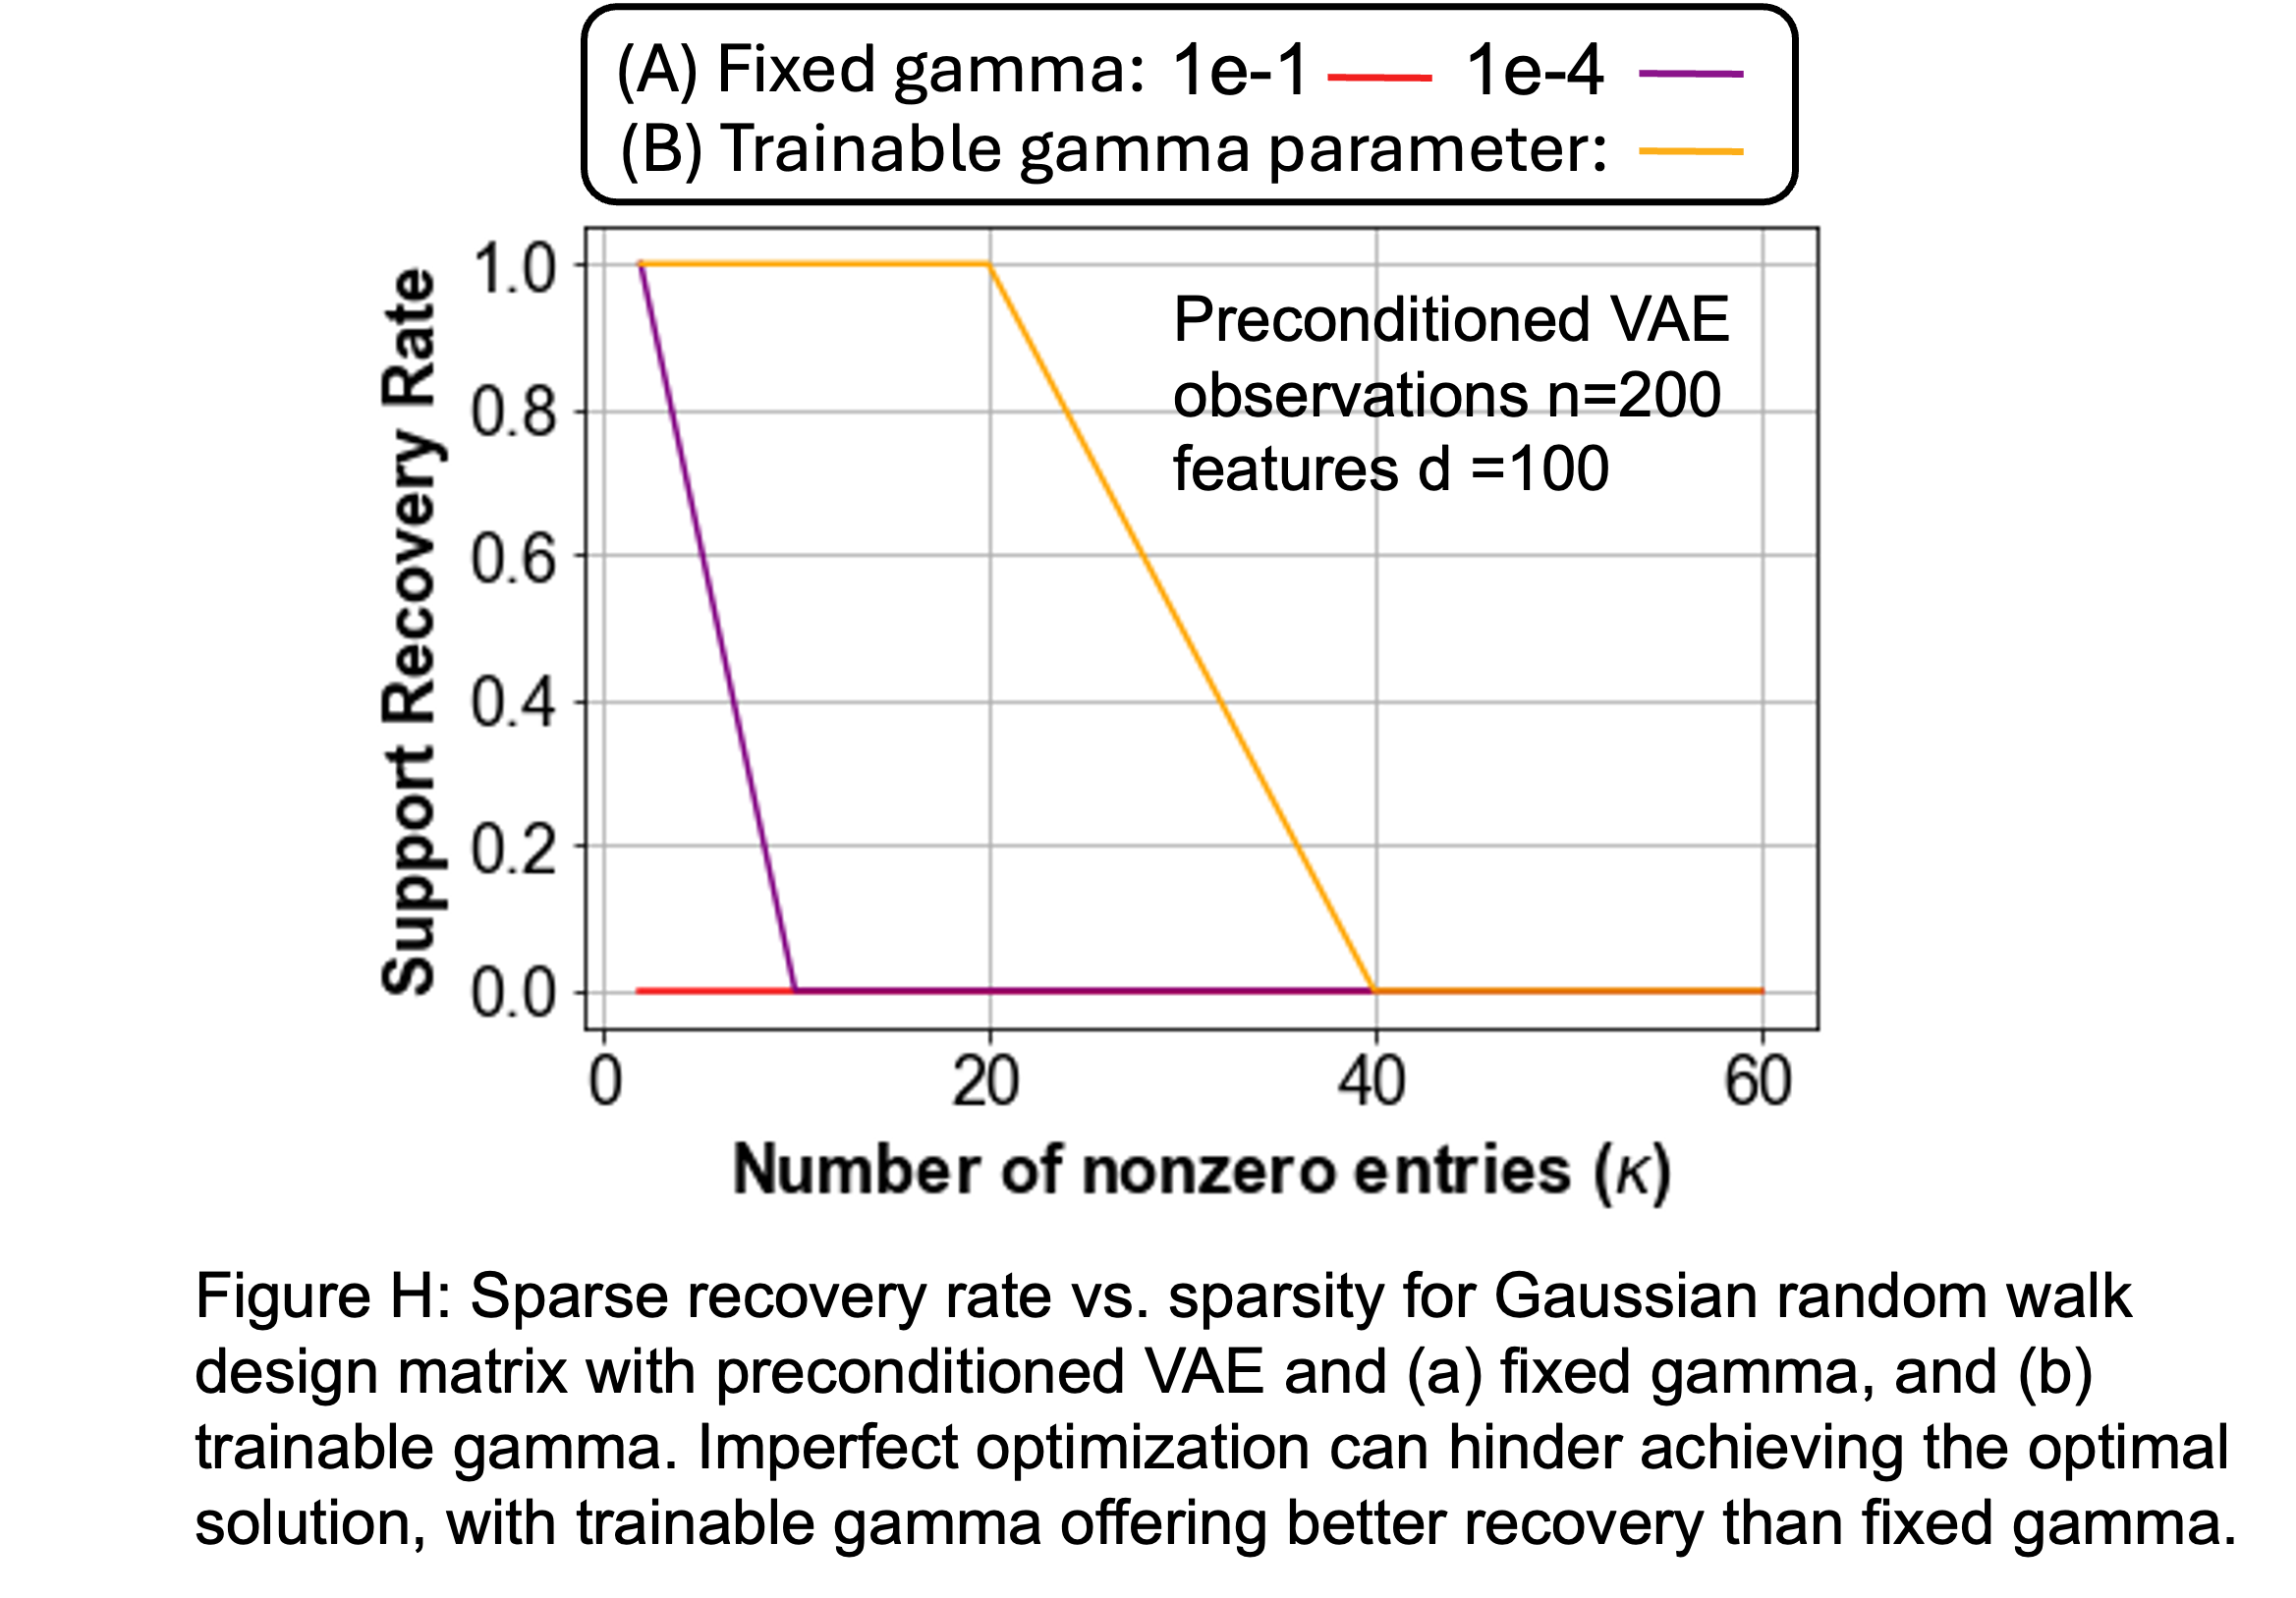 (A) Fixed gamma: 1e-1 1e-4
(B) Trainable gamma parameter:
Support Recovery Rate
1.0
0.8
0.6
0.4
0.2
0.0
Preconditioned VAE
observations n=200
features d =100
0 20 40 60
Number of nonzero entries (κ)
Figure H: Sparse recovery rate vs. sparsity for Gaussian random walk
design matrix with preconditioned VAE and (a) fixed gamma, and (b)
trainable gamma. Imperfect optimization can hinder achieving the optimal
solution, with trainable gamma offering better recovery than fixed gamma.